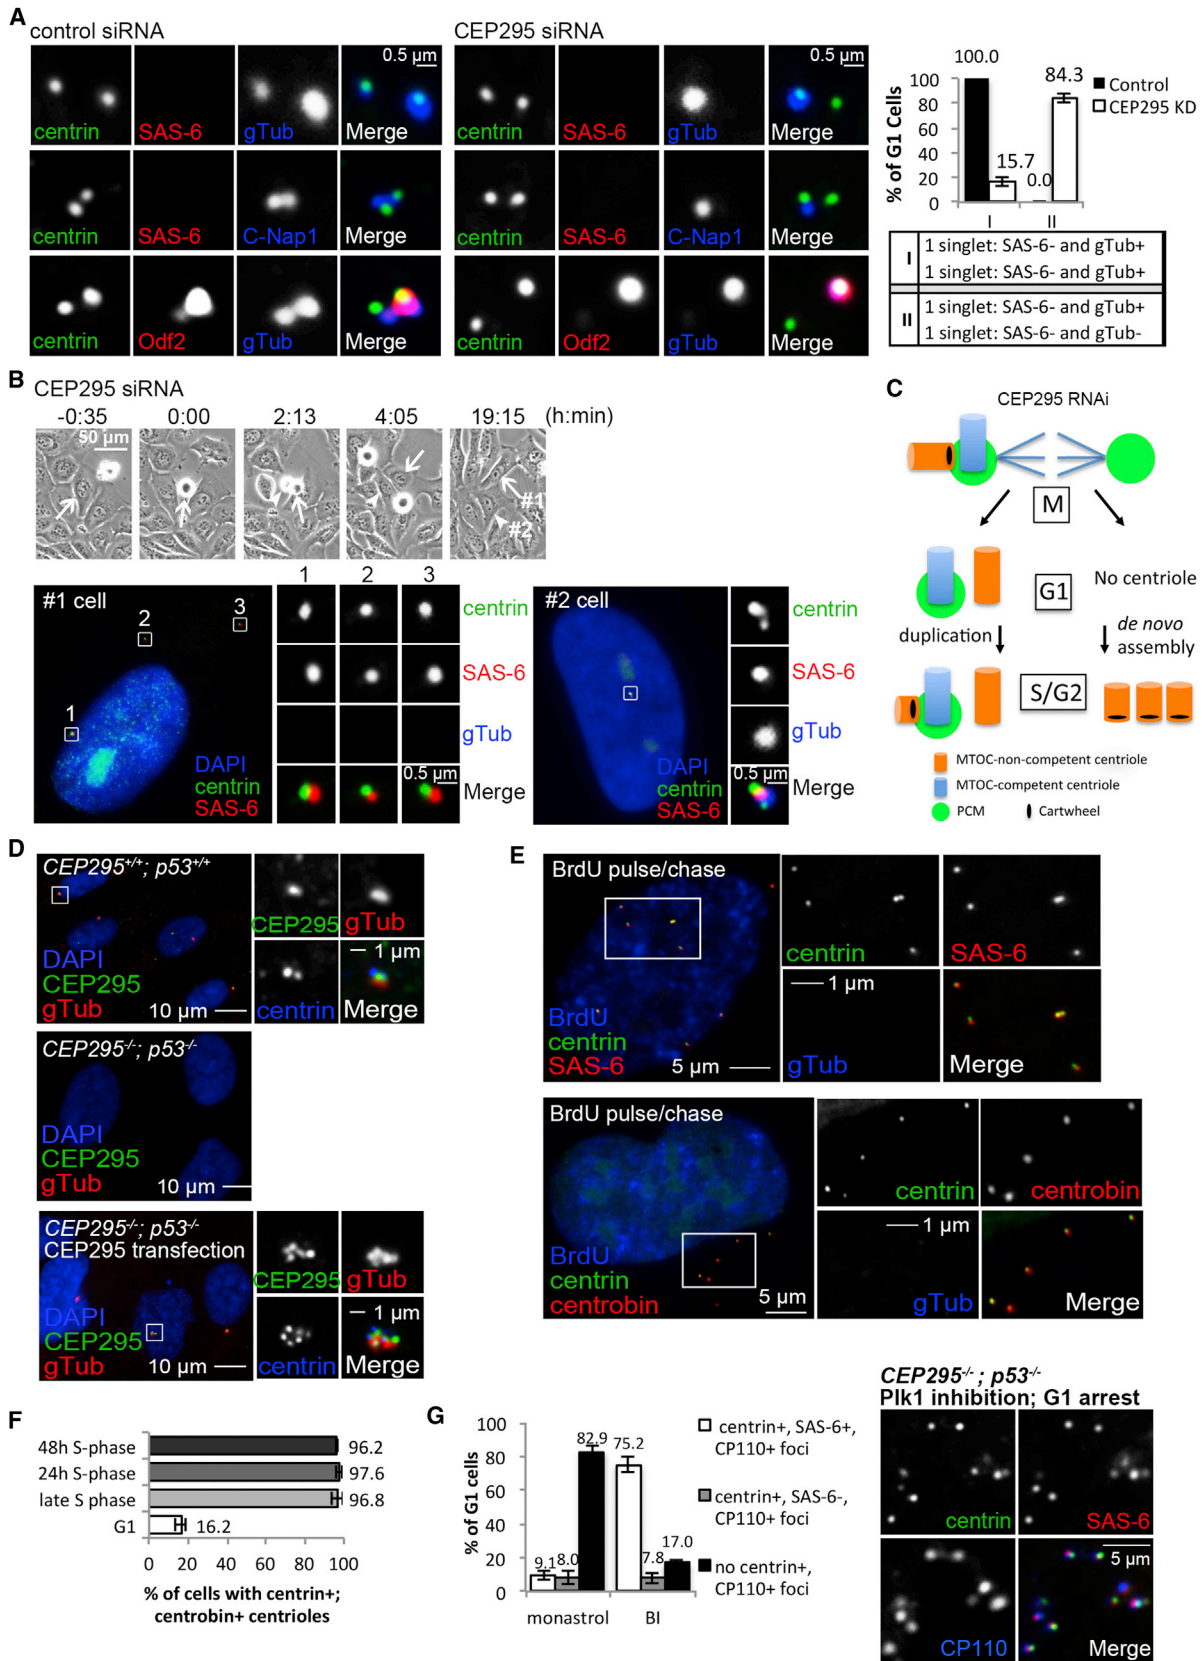 A
control siRNA
CEP295 siRNA
0.5 µm
centrin
SAS-6
gTub
Merge
0.5 µm
centrin
SAS-6
gTub
Merge
centrin
SAS-6
C-Nap1
Merge
centrin
SAS-6
C-Nap1
Merge
centrin
Odf2
gTub
Merge
centrin
Odf2
gTub
Merge
100.0
84.3
15.7
0.0
Control
CEP295 KD
% of G1 Cells
100
80
60
40
20
0
I
II
I
1 singlet: SAS-6- and gTub+
1 singlet: SAS-6- and gTub+
II
1 singlet: SAS-6- and gTub+
1 singlet: SAS-6- and gTub-
B
CEP295 siRNA
-0:35
0:00
2:13
4:05
19:15
(h:min)
50 µm
#1
#2
#1 cell
1
2
3
DAPI
centrin
SAS-6
1
2
3
centrin
SAS-6
gTub
0.5 µm
Merge
#2 cell
DAPI
centrin
SAS-6
centrin
SAS-6
gTub
0.5 µm
Merge
C
CEP295 RNAi
M
G1
No centriole
duplication
de novo
assembly
S/G2
MTOC-non-competent centriole
MTOC-competent centriole
PCM
Cartwheel
D
CEP295+/+; p53+/+
DAPI
CEP295
gTub
10 µm
CEP295
gTub
centrin
1 µm
Merge
CEP295-/-; p53-/-
DAPI
CEP295
gTub
10 µm
CEP295-/-; p53-/-
CEP295 transfection
DAPI
CEP295
gTub
10 µm
CEP295
gTub
centrin
1 µm
Merge
E
BrdU pulse/chase
BrdU
centrin
SAS-6
5 µm
centrin
SAS-6
1 µm
gTub
Merge
BrdU pulse/chase
BrdU
centrin
centrobin
5 µm
centrin
centrobin
1 µm
gTub
Merge
F
48h S-phase
24h S-phase
late S phase
G1
96.2
97.6
96.8
16.2
0
20
40
60
80
100
% of cells with centrin+;
centrobin+ centrioles
G
% of G1 cells
100
80
60
40
20
0
9.1
8.0
82.9
75.2
7.8
17.0
monastrol
BI
centrin+, SAS-6+,
CP110+ foci
centrin+, SAS-6-,
CP110+ foci
no centrin+,
CP110+ foci
CEP295-/-; p53-/-
Plk1 inhibition; G1 arrest
centrin
SAS-6
5 µm
CP110
Merge